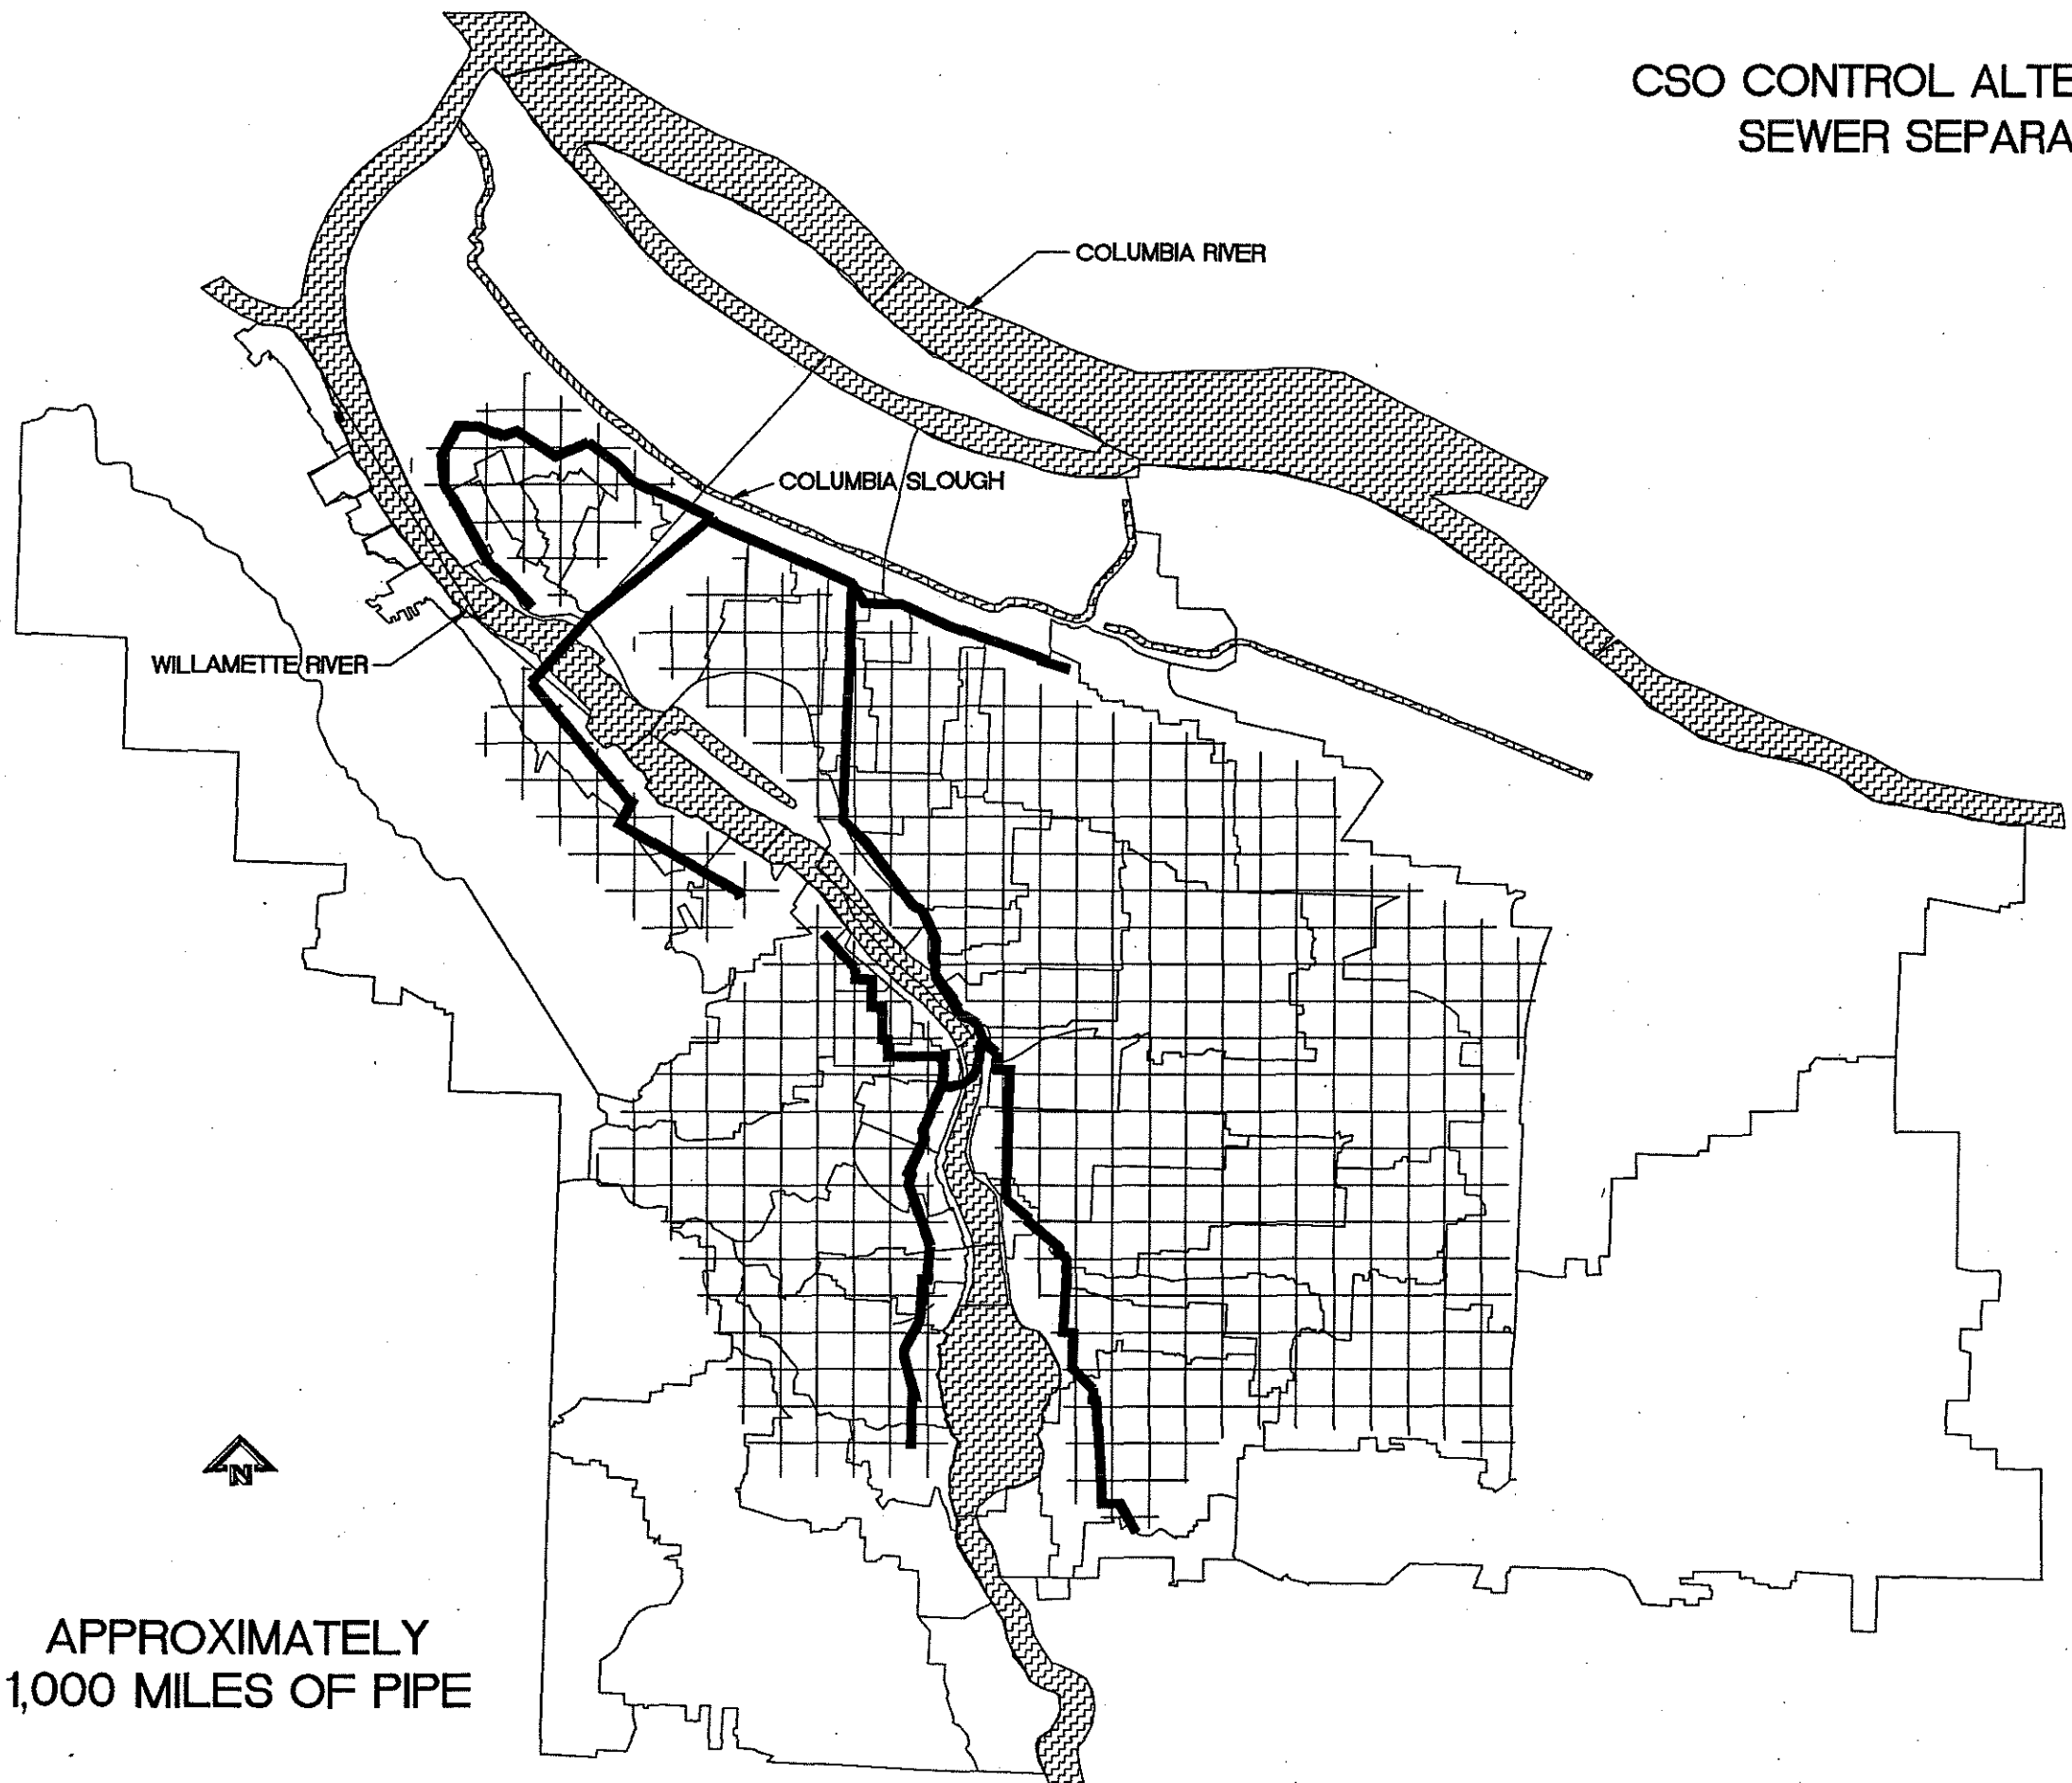 CSO CONTROL ALTE
SEWER SEPARA
COLUMBIA RIVER
COLUMBIA SLOUGH
WILLAMETTE RIVER
N
APPROXIMATELY
1,000 MILES OF PIPE